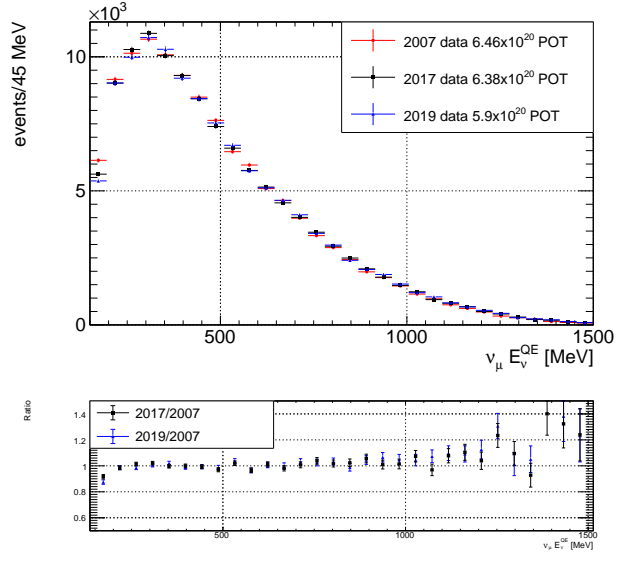 ×10³
events/45 MeV
10
5
0
0
500
1000
1500
ν_μ E_ν^QE [MeV]
2007 data 6.46x10²⁰ POT
2017 data 6.38x10²⁰ POT
2019 data 5.9x10²⁰ POT
Ratio
1.4
1.2
1
0.8
0.6
2017/2007
2019/2007
500
1000
1500
ν_μ E_ν^QE [MeV]